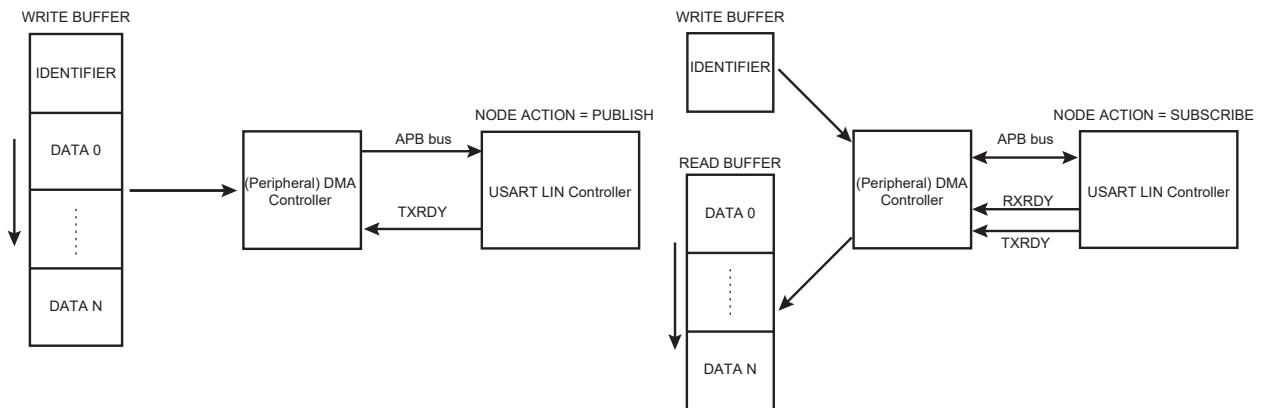 WRITE BUFFER
IDENTIFIER
DATA 0
DATA N
(Peripheral) DMA
Controller
APB bus
TXRDY
NODE ACTION = PUBLISH
USART LIN Controller
WRITE BUFFER
IDENTIFIER
READ BUFFER
DATA 0
DATA N
(Peripheral) DMA
Controller
APB bus
RXRDY
TXRDY
NODE ACTION = SUBSCRIBE
USART LIN Controller